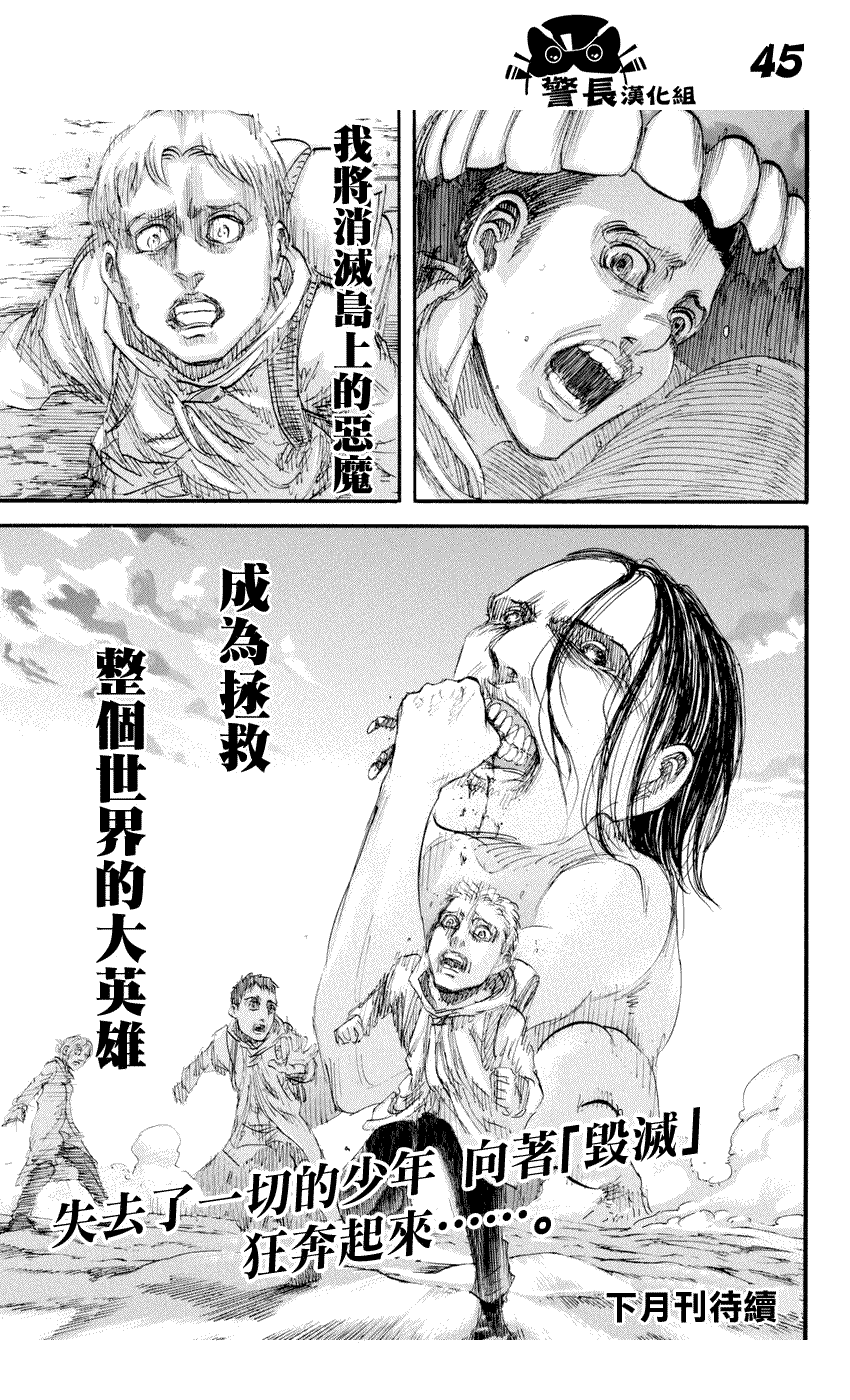 45
警長漢化組
我將消滅島上的惡魔
成為拯救
整個世界的大英雄
失去了一切的少年 向著「毀滅」
狂奔起來……。
下月刊待續